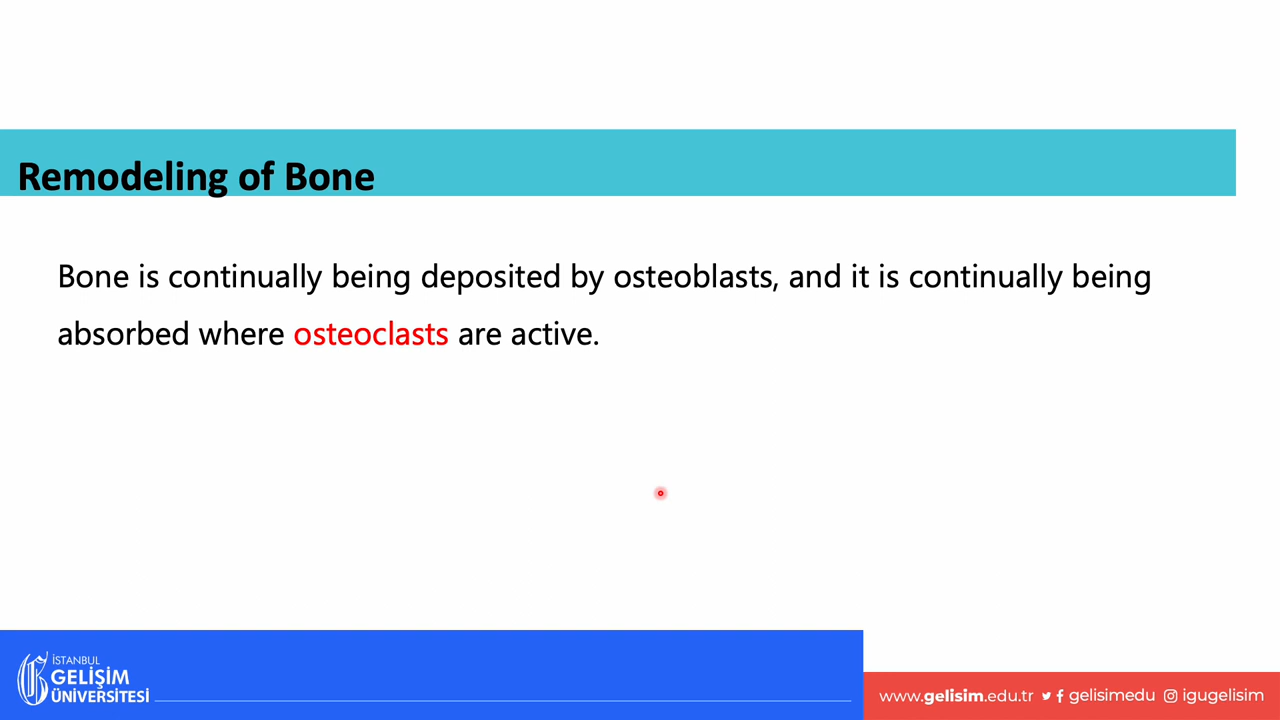 Remodeling of Bone
Bone is continually being deposited by osteoblasts, and it is continually being
absorbed where osteoclasts are active.
İSTANBUL
GELİŞİM
ÜNİVERSİTESİ
www.gelisim.edu.tr gelisimedu igugelisim